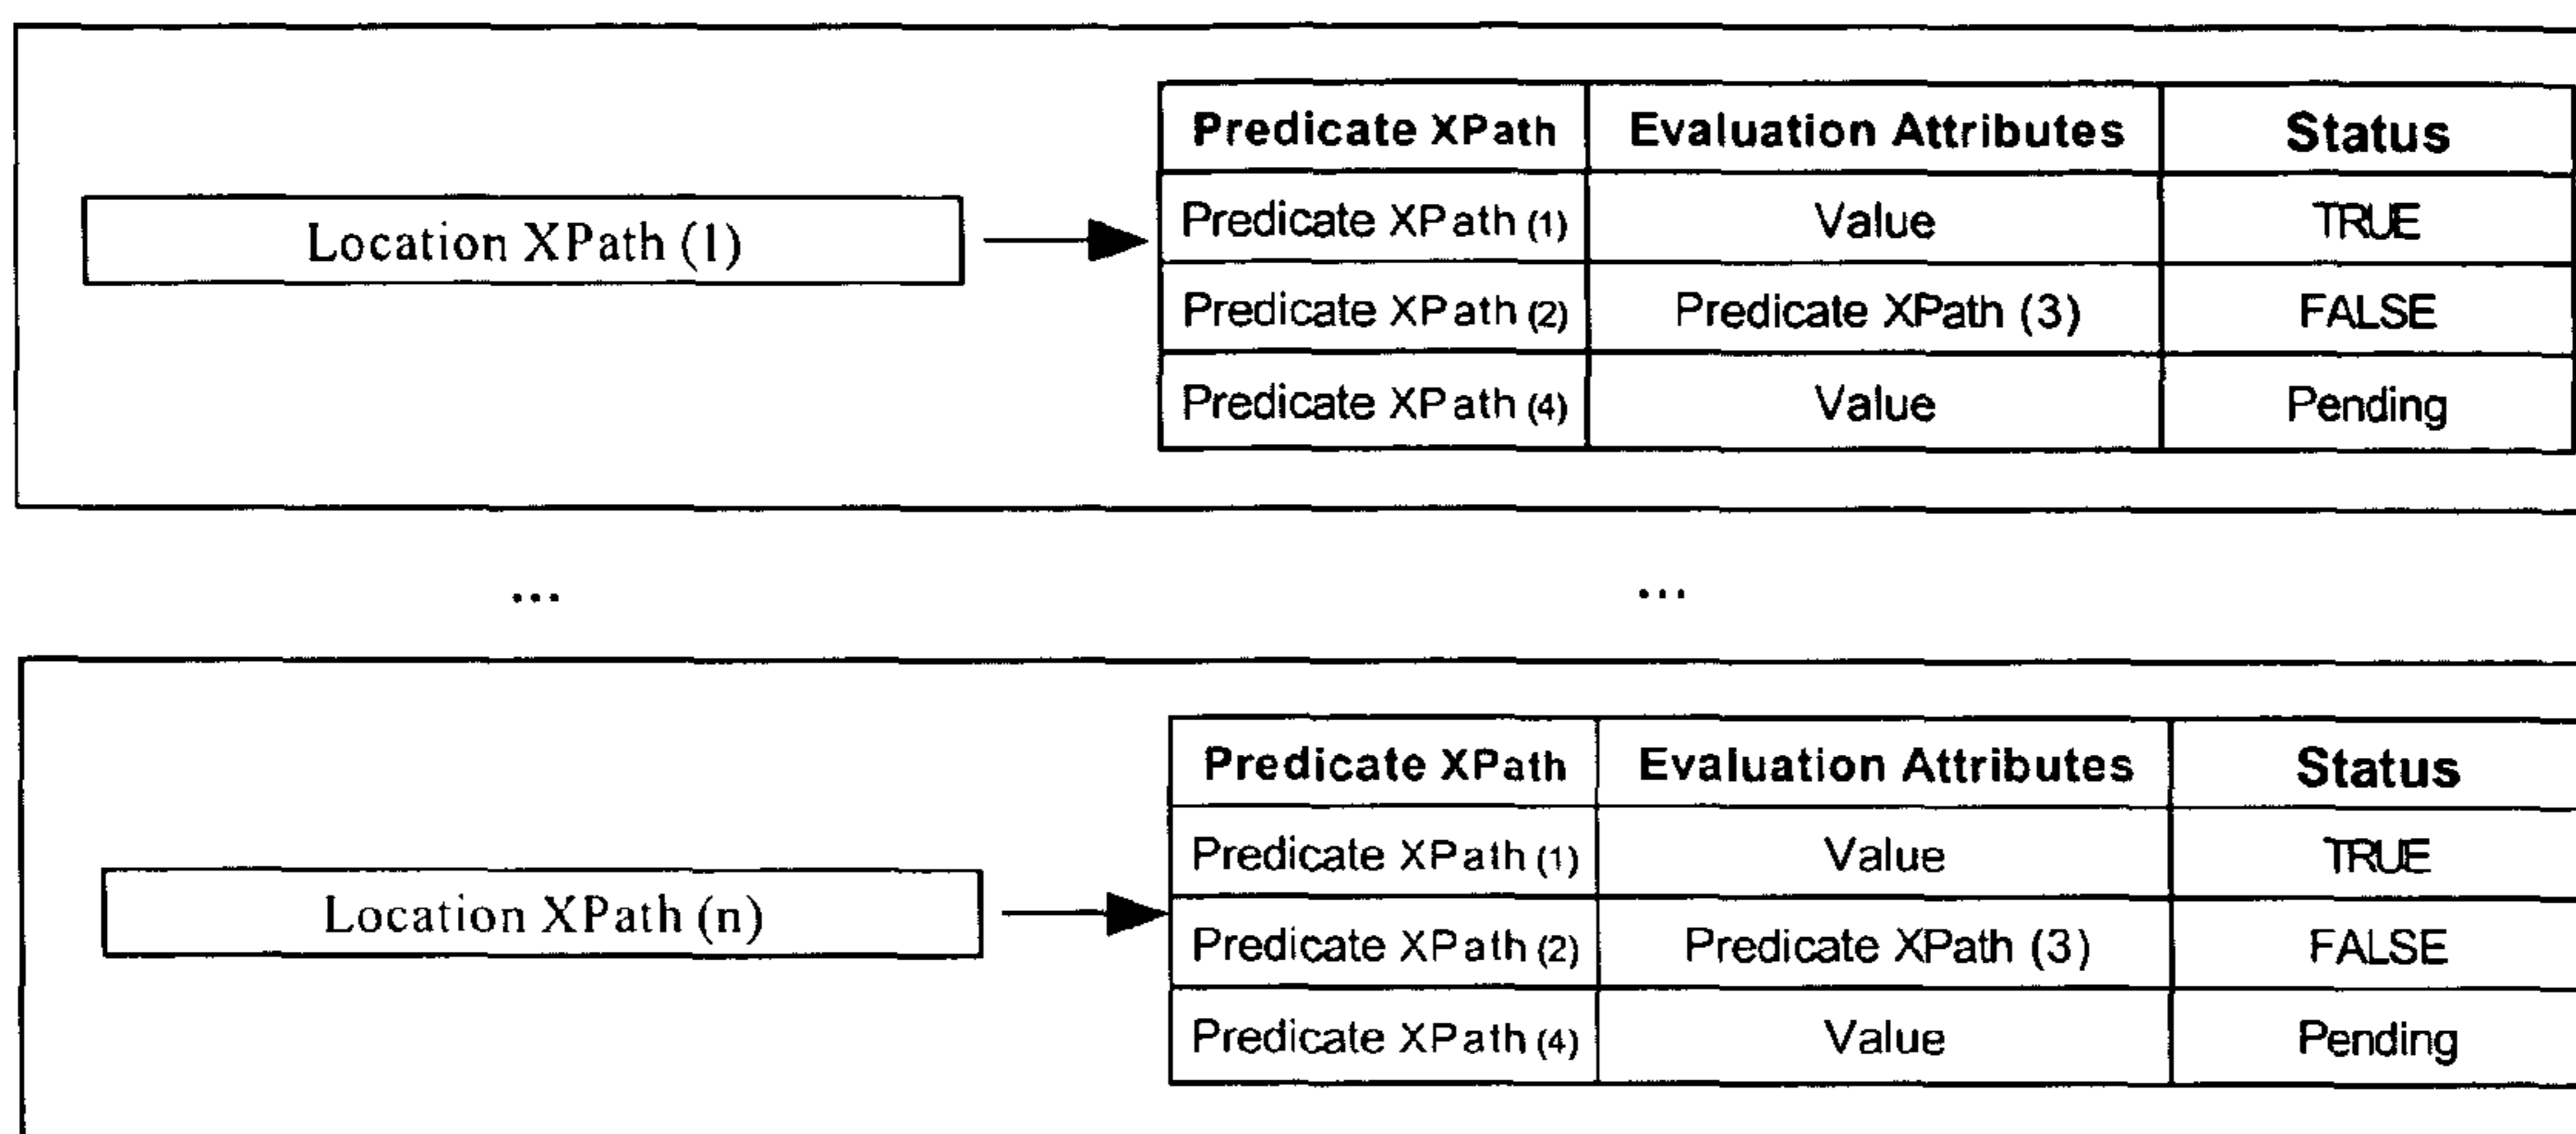 Predicate XPath Evaluation Attributes Status
Location XPath (1)
Predicate XPath (1) Value TRUE
Predicate XPath (2) Predicate XPath (3) FALSE
Predicate XPath (4) Value Pending
... ...
Predicate XPath Evaluation Attributes Status
Location XPath (n)
Predicate XPath (1) Value TRUE
Predicate XPath (2) Predicate XPath (3) FALSE
Predicate XPath (4) Value Pending